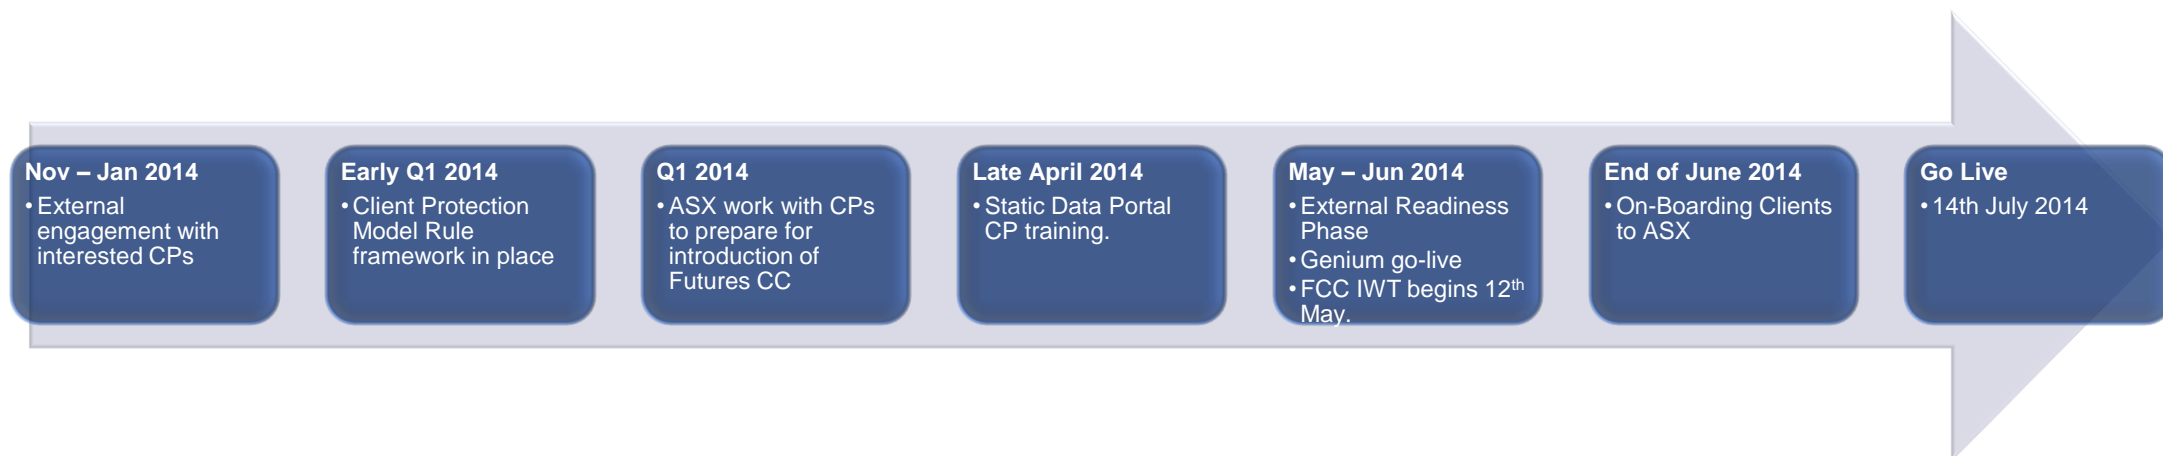 Nov – Jan 2014
• External
engagement with
interested CPs
Early Q1 2014
• Client Protection
Model Rule
framework in place
Q1 2014
• ASX work with CPs
to prepare for
introduction of
Futures CC
Late April 2014
• Static Data Portal
CP training.
May – Jun 2014
• External Readiness
Phase
• Genium go-live
• FCC IWT begins 12th
May.
End of June 2014
• On-Boarding Clients
to ASX
Go Live
• 14th July 2014